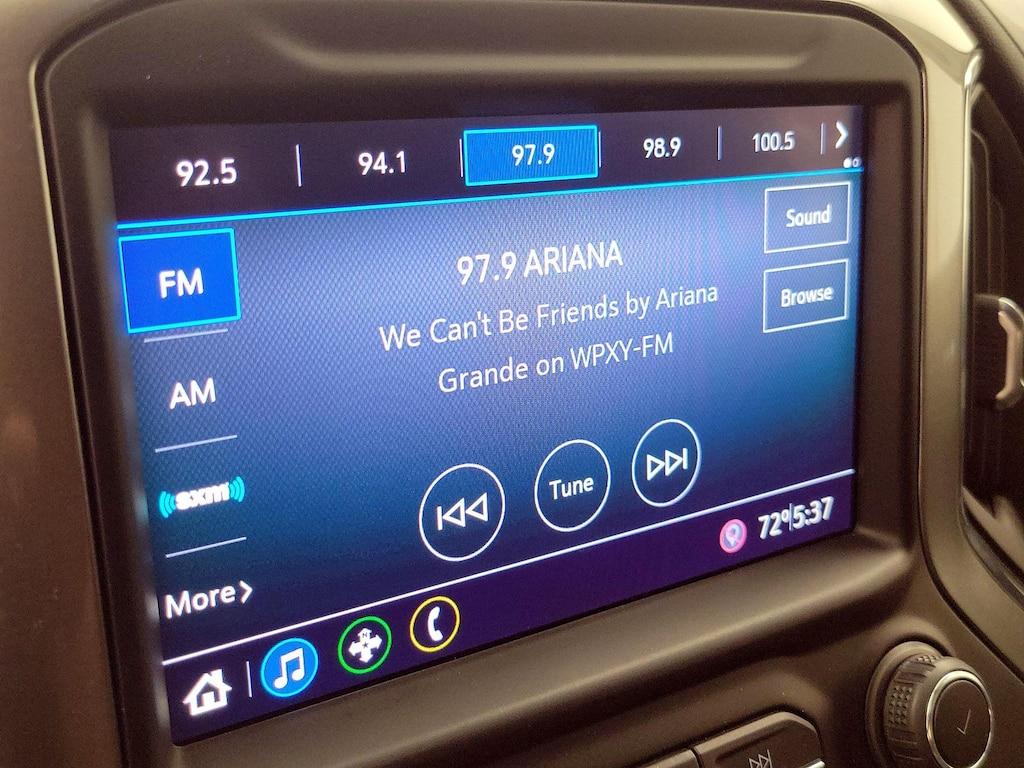 92.5
94.1
97.9
98.9
100.5
Sound
FM
97.9 ARIANA
Browse
We Can't Be Friends by Ariana
Grande on WPXY-FM
AM
sxm
Tune
72°
5:37
More
N